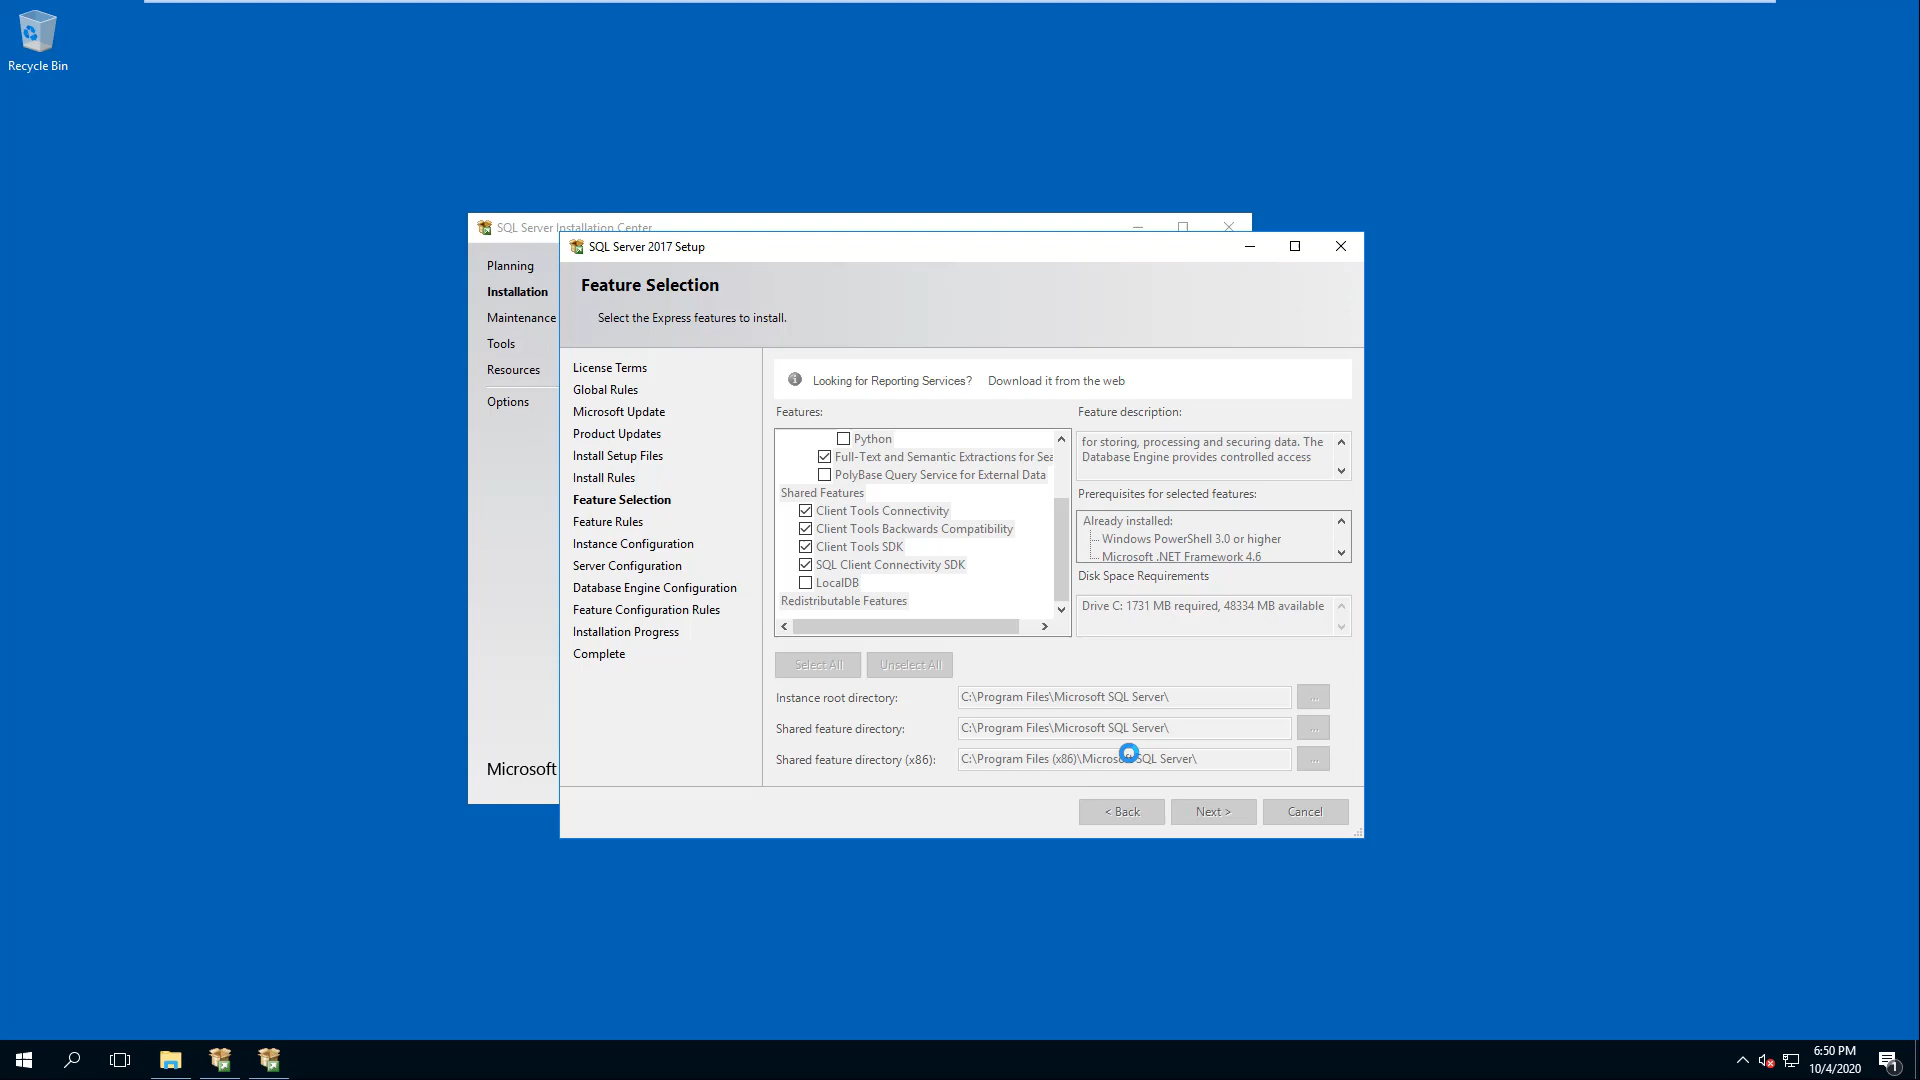 Recycle Bin
SQL Server Installation Center
Planning
Installation
Maintenance
Tools
Resources
Options
Microsoft
SQL Server 2017 Setup
Feature Selection
Select the Express features to install.
License Terms
Global Rules
Microsoft Update
Product Updates
Install Setup Files
Install Rules
Feature Selection
Feature Rules
Instance Configuration
Server Configuration
Database Engine Configuration
Feature Configuration Rules
Installation Progress
Complete
Looking for Reporting Services? Download it from the web
Features:
Python
Full-Text and Semantic Extractions for Sea
PolyBase Query Service for External Data
Shared Features
Client Tools Connectivity
Client Tools Backwards Compatibility
Client Tools SDK
SQL Client Connectivity SDK
LocalDB
Redistributable Features
Feature description:
for storing, processing and securing data. The
Database Engine provides controlled access
Prerequisites for selected features:
Already installed:
Windows PowerShell 3.0 or higher
Microsoft .NET Framework 4.6
Disk Space Requirements
Drive C: 1731 MB required, 48334 MB available
Select All Unselect All
Instance root directory: C:\Program Files\Microsoft SQL Server\ ...
Shared feature directory: C:\Program Files\Microsoft SQL Server\ ...
Shared feature directory (x86): C:\Program Files (x86)\Microsoft SQL Server\ ...
< Back Next > Cancel
6:50 PM
10/4/2020
1